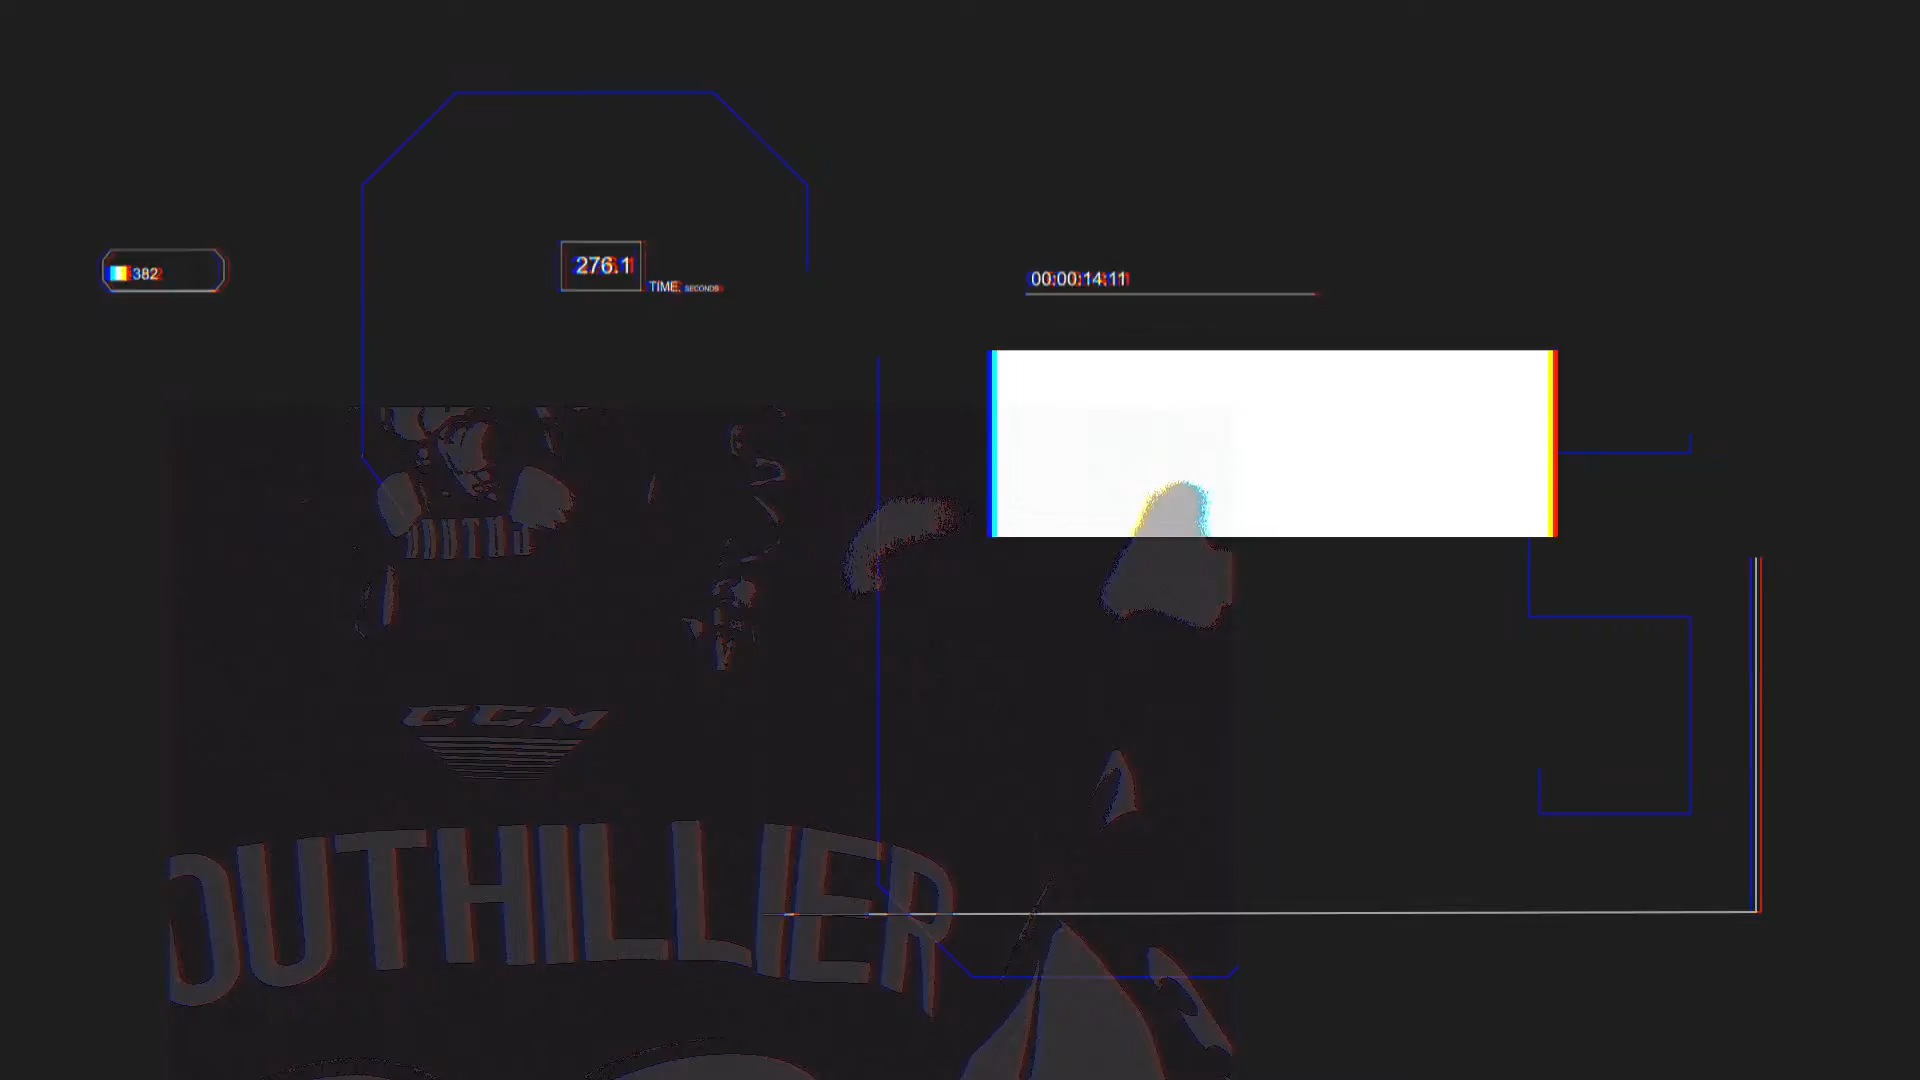 382
276.1
TIME: SECONDS
00:00:14:11
CCM
OUTHILLIER